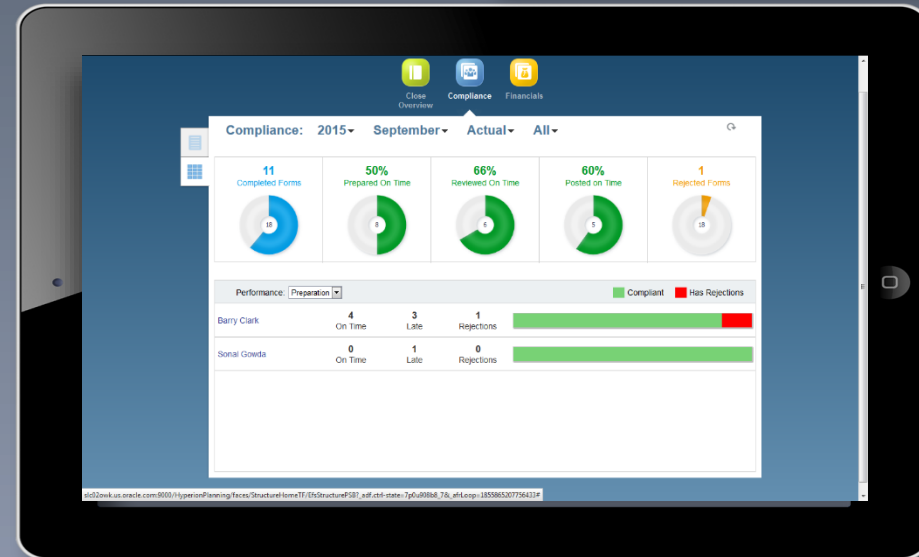 Close Overview
Compliance
Financials
Compliance: 2015 September Actual All
11
Completed Forms
18
50%
Prepared On Time
8
66%
Reviewed On Time
6
60%
Posted on Time
5
1
Rejected Forms
18
Performance: Preparation
Compliant
Has Rejections
Barry Clark
4
On Time
3
Late
1
Rejections
Sonal Gowda
0
On Time
1
Late
0
Rejections